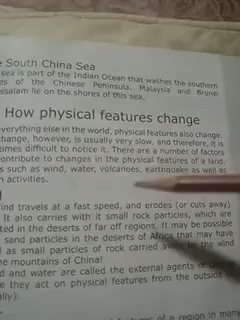 e South China Sea
sea is part of the Indian Ocean that washes the southern
es of the Chinese Peninsula. Malaysia and Brunei
ssalam lie on the shores of this sea.
How physical features change
everything else in the world, physical features also change.
change, however, is usually very slow, and therefore, it is
times difficult to notice it. There are a number of factors
contribute to changes in the physical features of a land;
s such as wind, water, volcanoes, earthquake as well as
n activities.
ind travels at a fast speed, and erodes (or cuts away)
It also carries with it small rock particles, which are
ted in the deserts of far off regions. It may be possible
sand particles in the deserts of Africa that may have
d as small particles of rock carried away by the wind
he mountains of China!
d and water are called the external agents of
e they act on physical features from the outside
ally).
features of a region in many